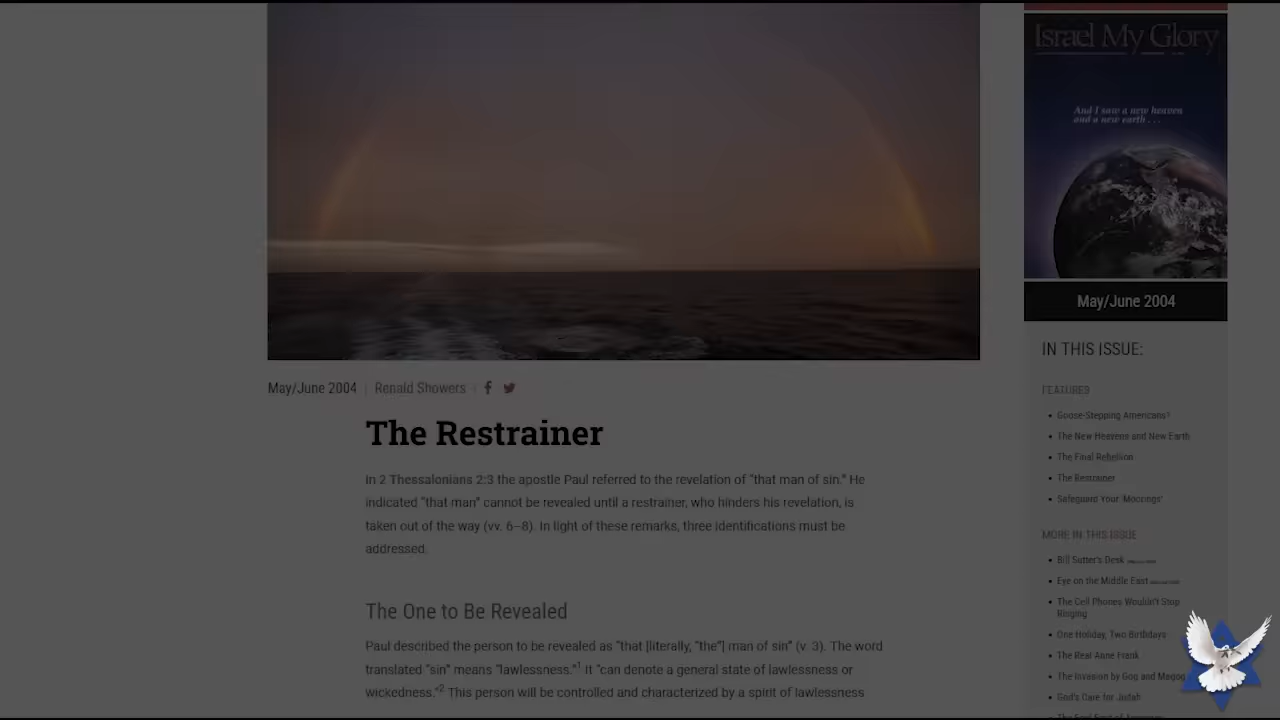 Israel My Glory
And I saw a new heaven
and a new earth . . .
May/June 2004
May/June 2004 | Renald Showers
The Restrainer
In 2 Thessalonians 2:3 the apostle Paul referred to the revelation of “that man of sin.” He
indicated “that man” cannot be revealed until a restrainer, who hinders his revelation, is
taken out of the way (vv. 6–8). In light of these remarks, three identifications must be
addressed.
The One to Be Revealed
Paul described the person to be revealed as “that [literally, “the”] man of sin” (v. 3). The word
translated “sin” means “lawlessness.”1 It “can denote a general state of lawlessness or
wickedness.”2 This person will be controlled and characterized by a spirit of lawlessness
IN THIS ISSUE:
FEATURES
Goose-Stepping Americans?
The New Heavens and New Earth
The Final Rebellion
The Restrainer
Safeguard Your ‘Moorings’
MORE IN THIS ISSUE
Bill Sutter's Desk
Eye on the Middle East
The Cell Phones Wouldn't Stop
Ringing
One Holiday, Two Birthdays
The Real Anne Frank
The Invasion by Gog and Magog
God's Care for Judah